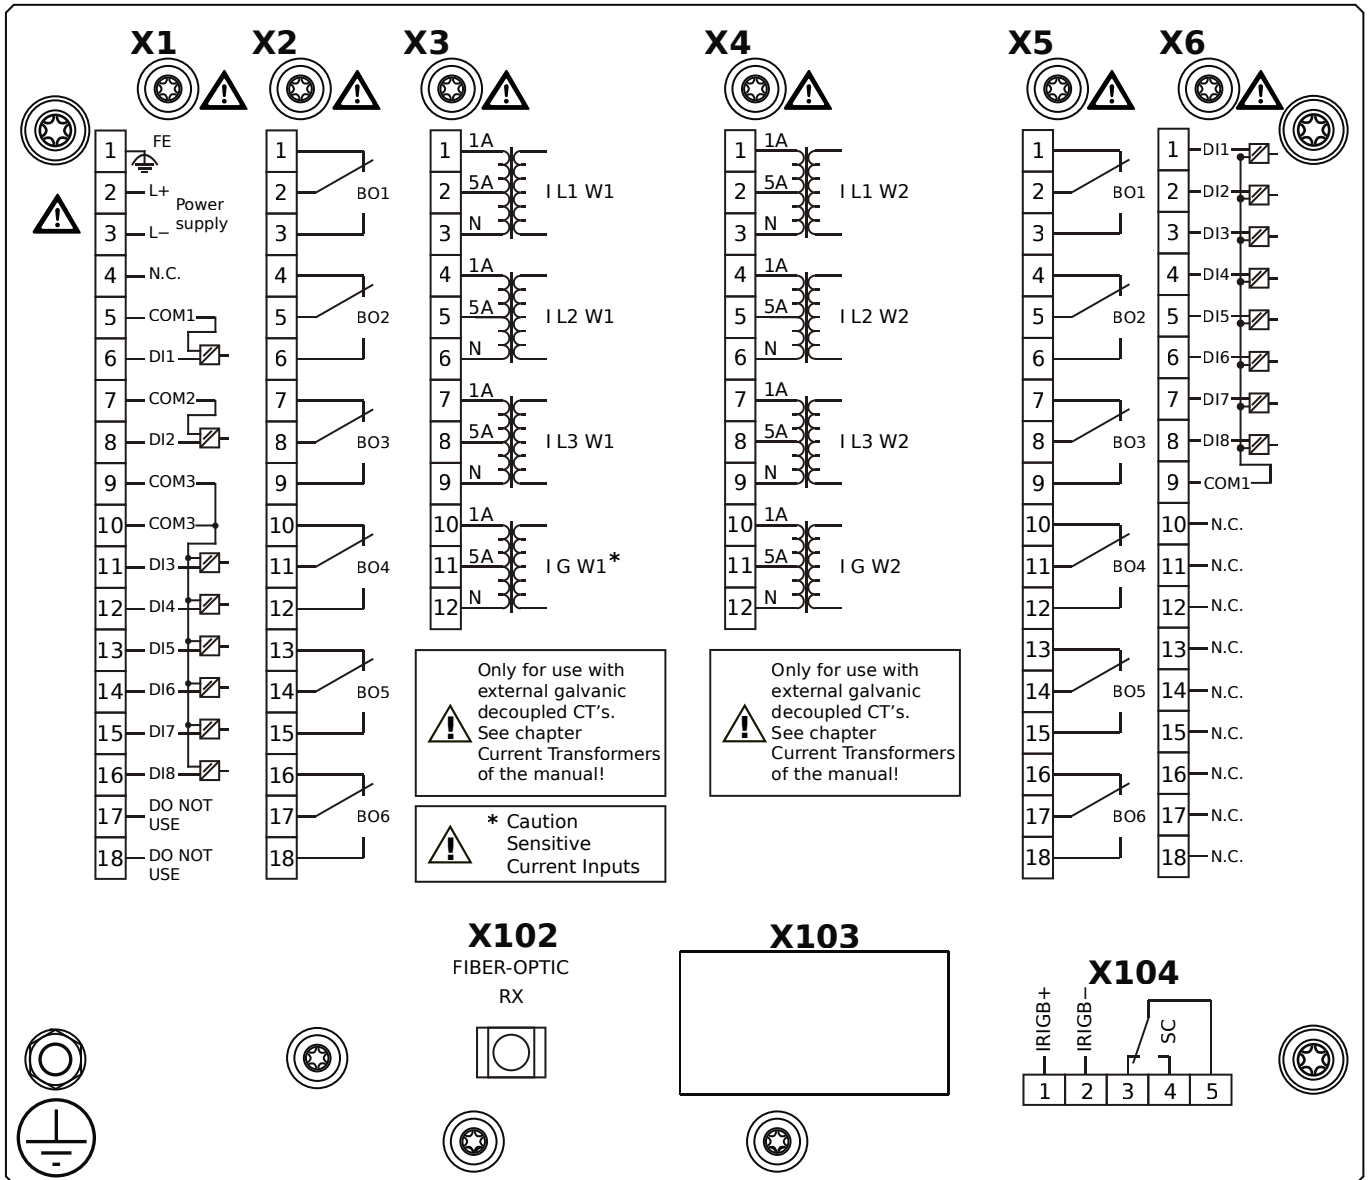 X1
X2
X3
X4
X5
X6
1 FE
2 L+
Power
supply
3 L−
4 N.C.
5 COM1
6 DI1
7 COM2
8 DI2
9 COM3
10 COM3
11 DI3
12 DI4
13 DI5
14 DI6
15 DI7
16 DI8
17 DO NOT
USE
18 DO NOT
USE
1
2 BO1
3
4
5 BO2
6
7
8 BO3
9
10
11 BO4
12
13
14 BO5
15
16
17 BO6
18
1 1A
2 5A I L1 W1
3 N
4 1A
5 5A I L2 W1
6 N
7 1A
8 5A I L3 W1
9 N
10 1A
11 5A I G W1*
12 N
Only for use with
external galvanic
decoupled CT's.
See chapter
Current Transformers
of the manual!
* Caution
Sensitive
Current Inputs
1 1A
2 5A I L1 W2
3 N
4 1A
5 5A I L2 W2
6 N
7 1A
8 5A I L3 W2
9 N
10 1A
11 5A I G W2
12 N
Only for use with
external galvanic
decoupled CT's.
See chapter
Current Transformers
of the manual!
1
2 BO1
3
4
5 BO2
6
7
8 BO3
9
10
11 BO4
12
13
14 BO5
15
16
17 BO6
18
1 DI1
2 DI2
3 DI3
4 DI4
5 DI5
6 DI6
7 DI7
8 DI8
9 COM1
10 N.C.
11 N.C.
12 N.C.
13 N.C.
14 N.C.
15 N.C.
16 N.C.
17 N.C.
18 N.C.
X102
FIBER-OPTIC
RX
X103
X104
IRIGB+
IRIGB−
SC
1 2 3 4 5